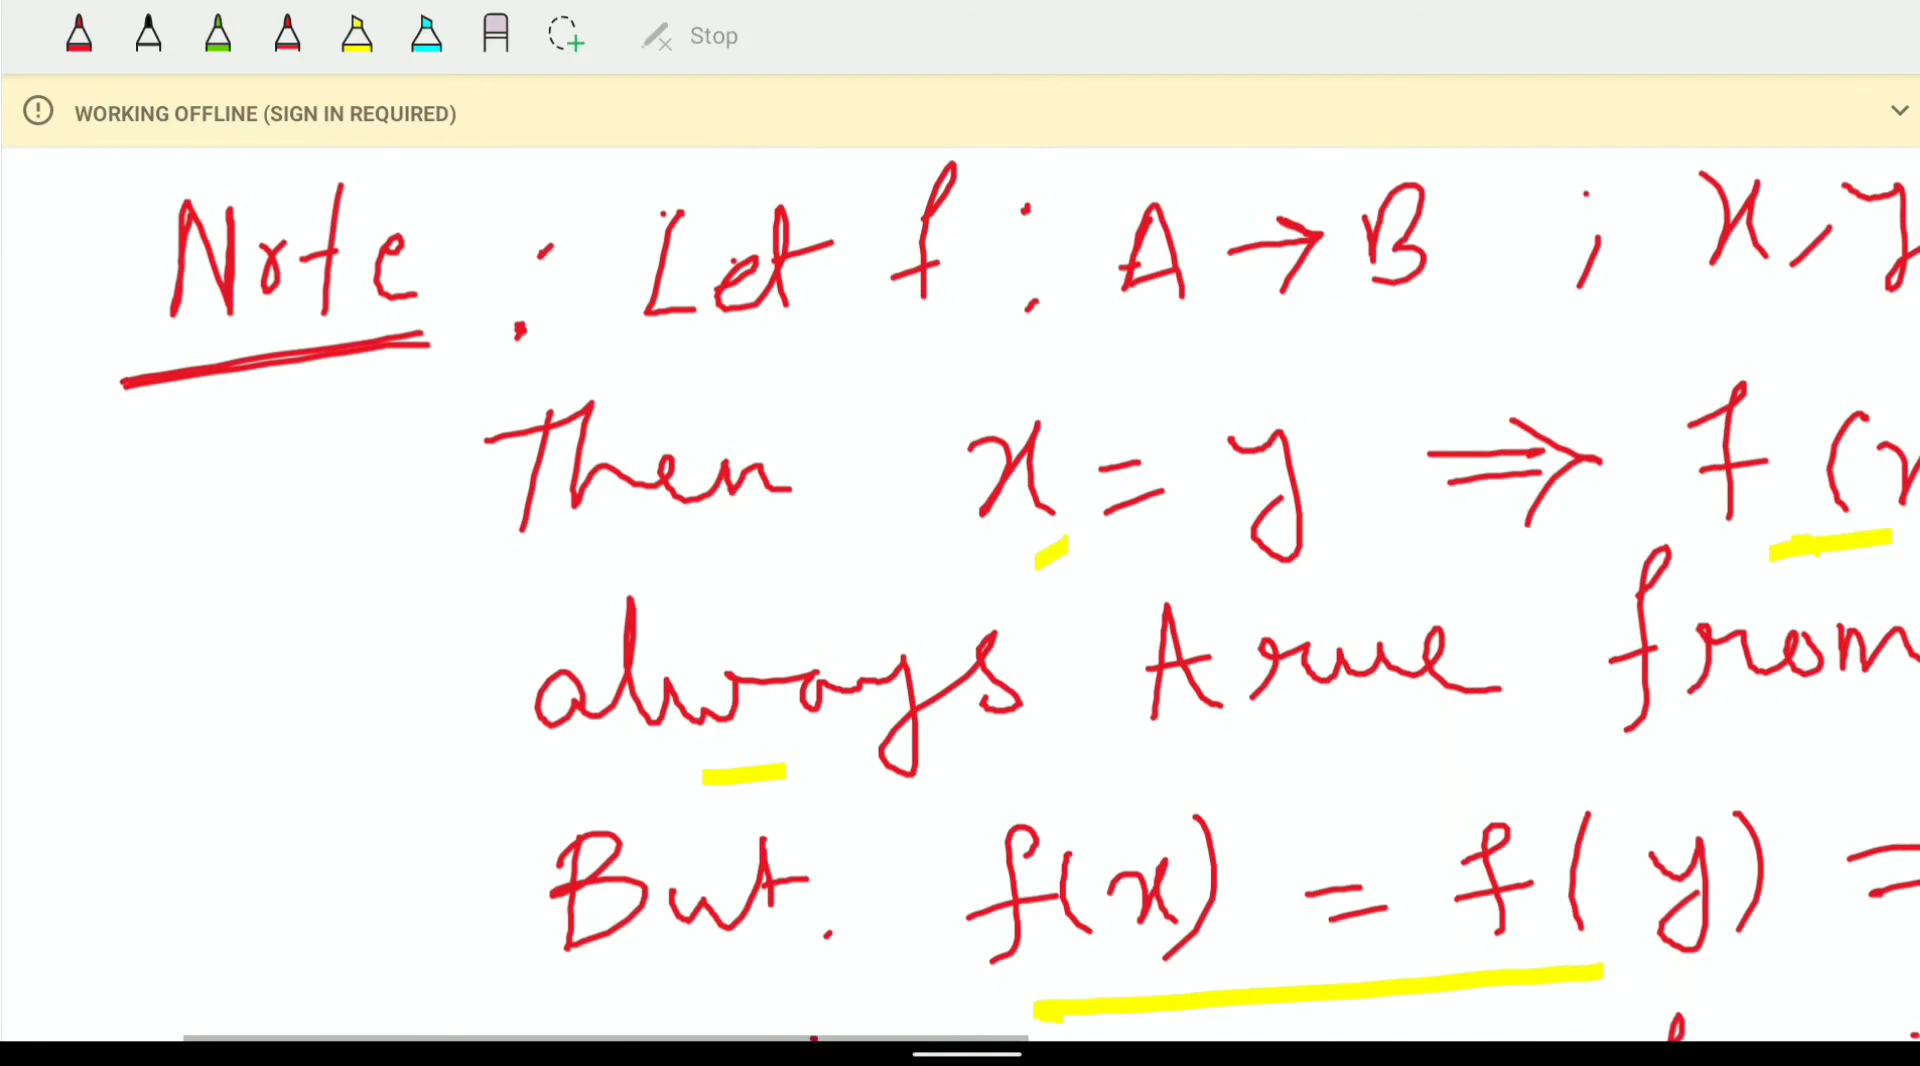 Stop
WORKING OFFLINE (SIGN IN REQUIRED)
Note : Let f : A → B ; x, y
Then x = y ⇒ f (x
always true from
But. f(x) = f( y) =